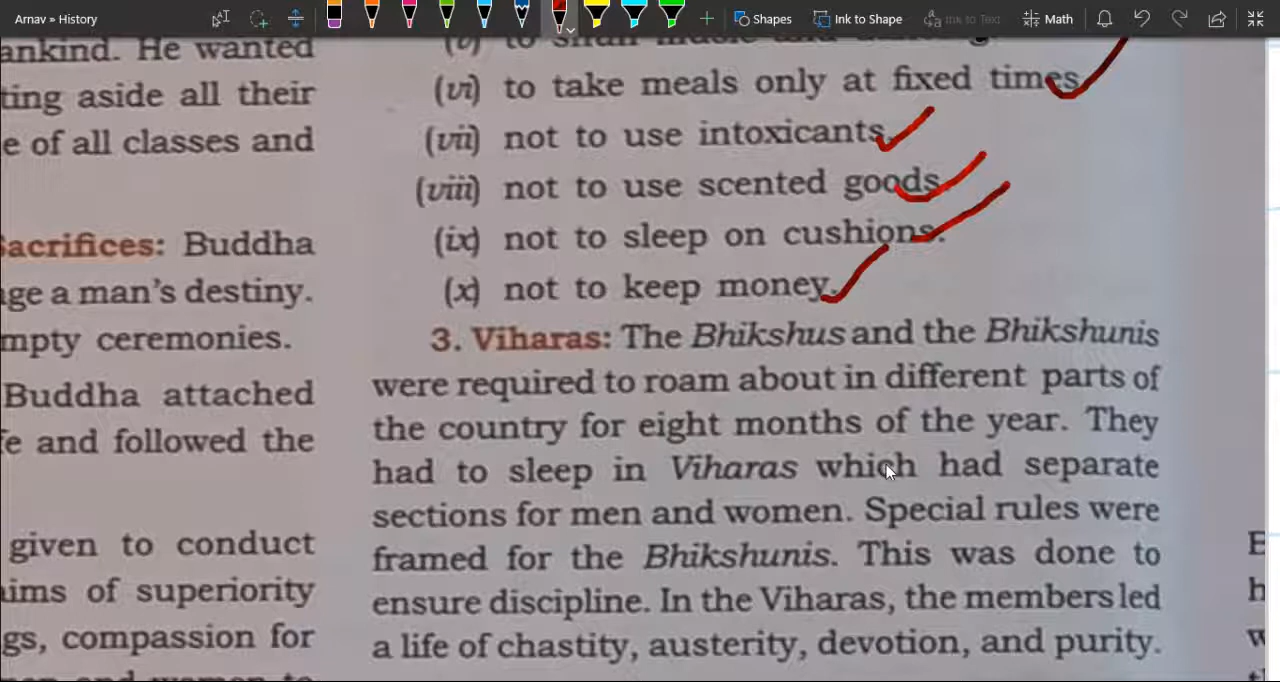 Arnav » History
Shapes
Ink to Shape
Ink to Text
Math
ankind. He wanted
ting aside all their
e of all classes and
Sacrifices: Buddha
ge a man's destiny.
mpty ceremonies.
Buddha attached
fe and followed the
given to conduct
ims of superiority
gs, compassion for
(vi) to take meals only at fixed times.
(vii) not to use intoxicants.
(viii) not to use scented goods.
(ix) not to sleep on cushions.
(x) not to keep money.
3. Viharas: The Bhikshus and the Bhikshunis
were required to roam about in different parts of
the country for eight months of the year. They
had to sleep in Viharas which had separate
sections for men and women. Special rules were
framed for the Bhikshunis. This was done to
ensure discipline. In the Viharas, the members led
a life of chastity, austerity, devotion, and purity.